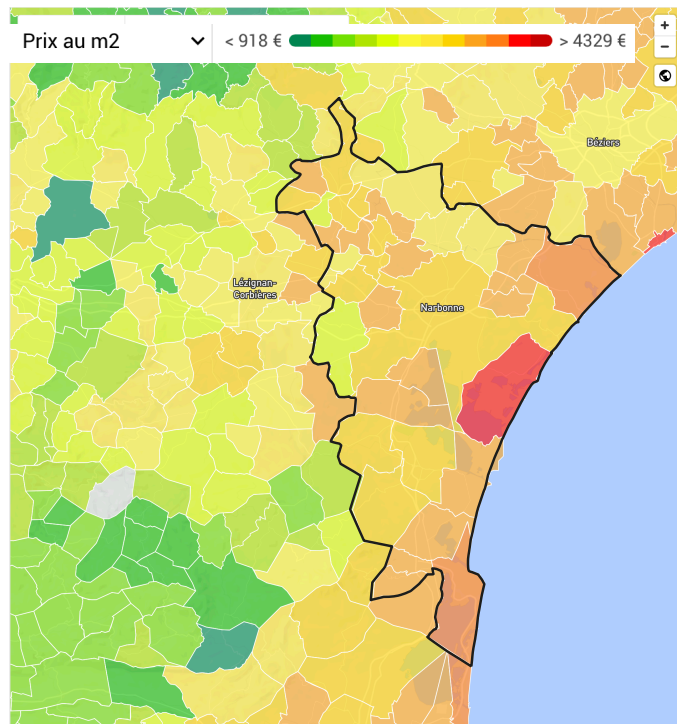 Prix au m2
< 918 € > 4329 €
+
−
Béziers
Lézignan-
Corbières
Narbonne